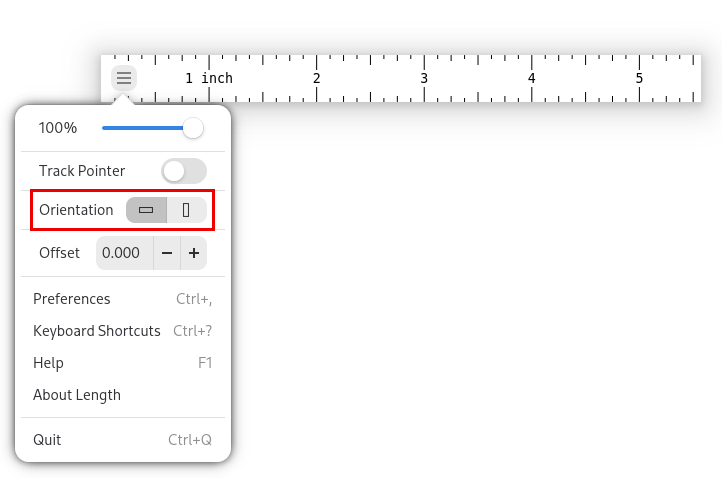 1 inch 2 3 4 5
100%
Track Pointer
Orientation
Offset 0.000 − +
Preferences Ctrl+,
Keyboard Shortcuts Ctrl+?
Help F1
About Length
Quit Ctrl+Q